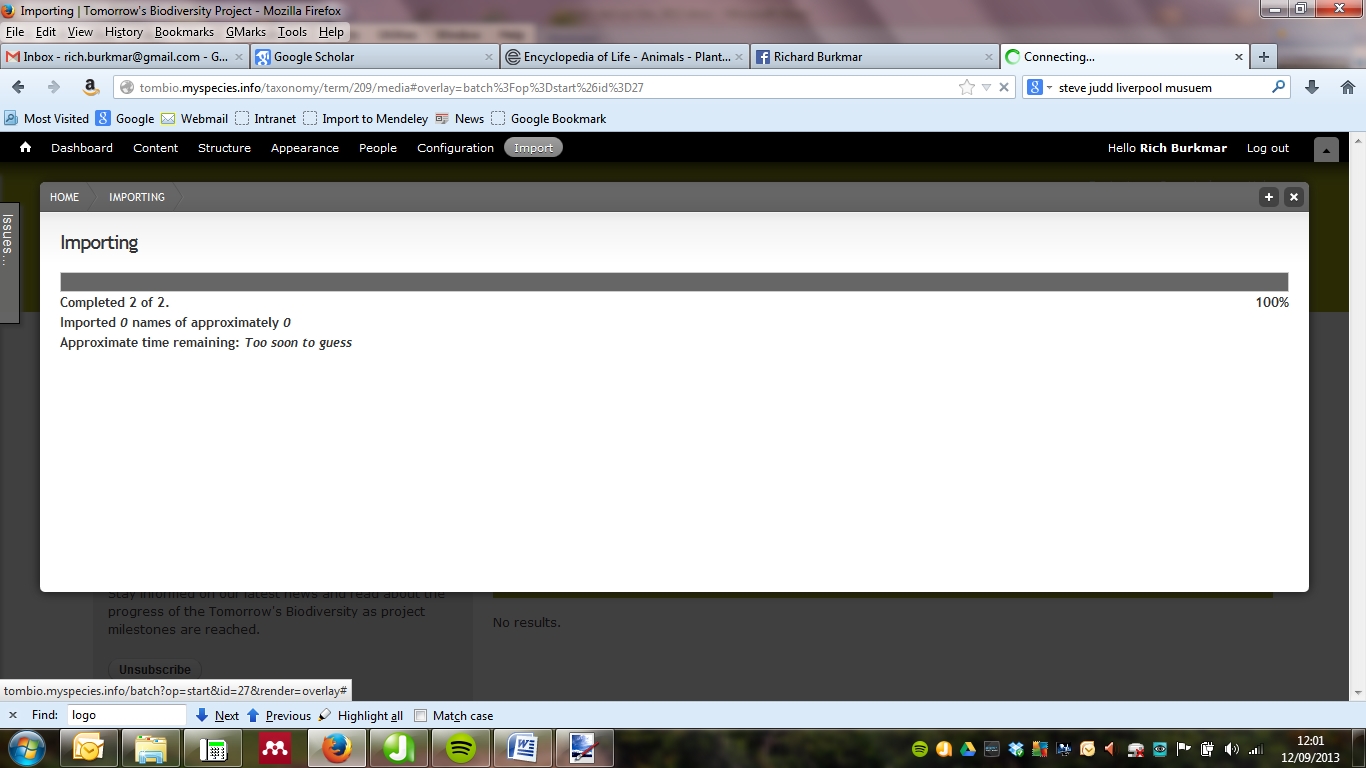 Importing | Tomorrow's Biodiversity Project - Mozilla Firefox
File Edit View History Bookmarks GMarks Tools Help
Inbox - rich.burkmar@gmail.com - G... Google Scholar Encyclopedia of Life - Animals - Plant... Richard Burkmar Connecting...
tombio.myspecies.info/taxonomy/term/209/media#overlay=batch%3Fop%3Dstart%26id%3D27 steve judd liverpool musuem
Most Visited Google Webmail Intranet Import to Mendeley News Google Bookmark
Dashboard Content Structure Appearance People Configuration Import Hello Rich Burkmar Log out
HOME IMPORTING
Issues...
Importing
Completed 2 of 2. 100%
Imported 0 names of approximately 0
Approximate time remaining: Too soon to guess
Stay informed on our latest news and read about the
progress of the Tomorrow's Biodiversity as project
milestones are reached.
No results.
Unsubscribe
tombio.myspecies.info/batch?op=start&id=27&render=overlay#
Find: logo Next Previous Highlight all Match case
12:01
12/09/2013